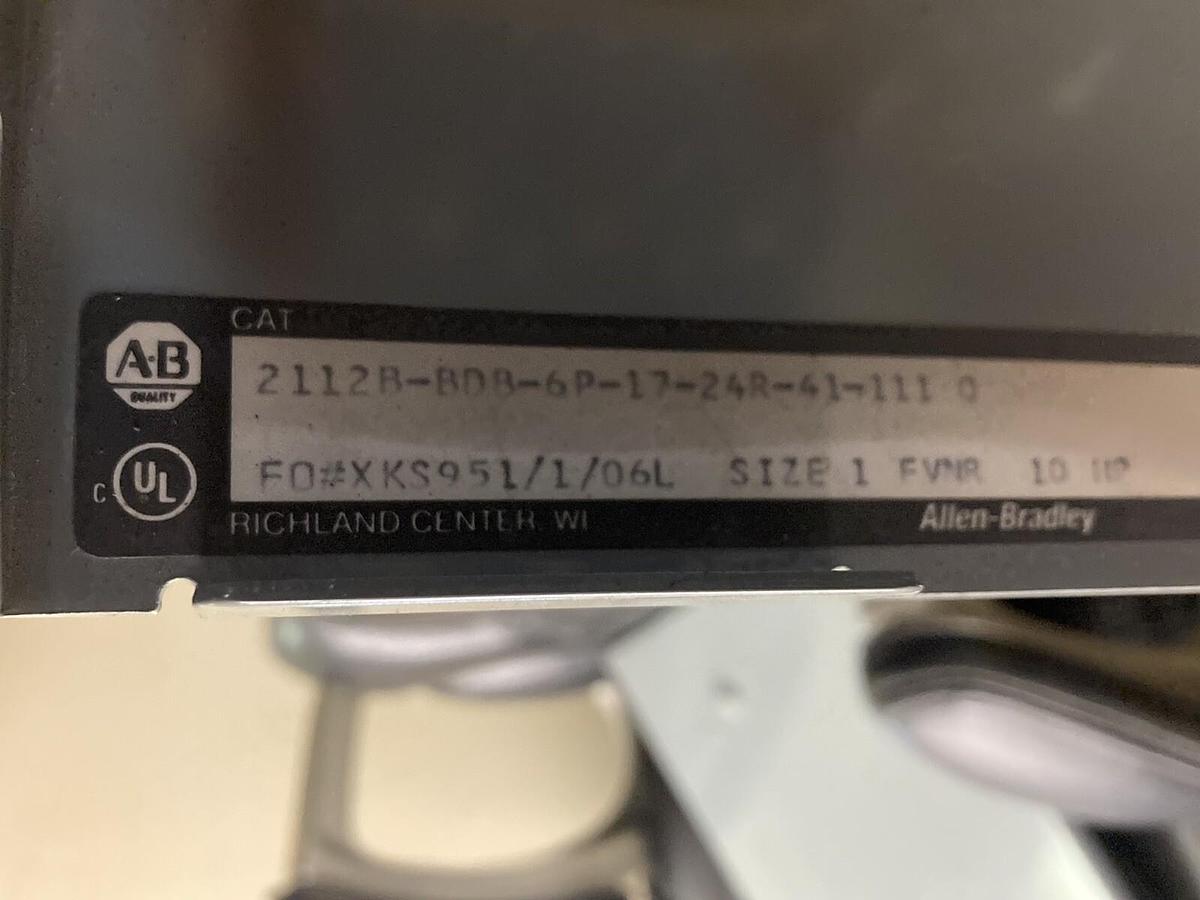 CAT
A·B
QUALITY
2112B-BDB-6P-17-24R-41-111 Q
C UL
FO#XKS951/1/06L SIZE 1 FVNR 10 HP
RICHLAND CENTER, WI
Allen-Bradley